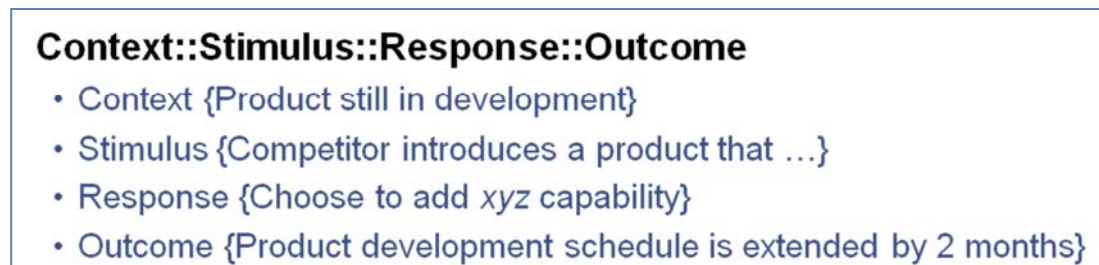 Context::Stimulus::Response::Outcome
• Context {Product still in development}
• Stimulus {Competitor introduces a product that …}
• Response {Choose to add xyz capability}
• Outcome {Product development schedule is extended by 2 months}